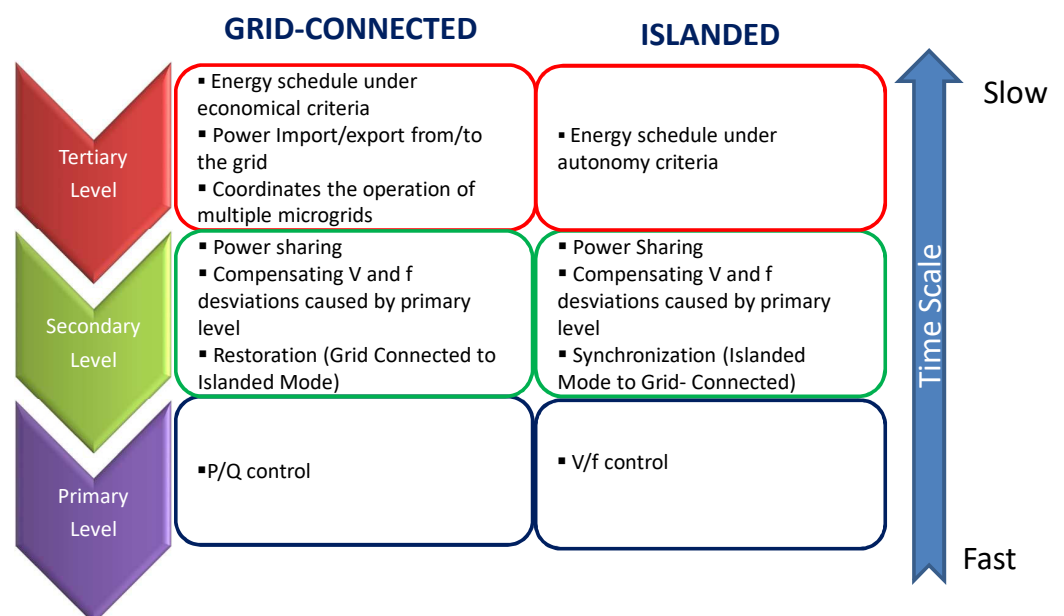 GRID-CONNECTED
ISLANDED
Tertiary
Level
▪ Energy schedule under
economical criteria
▪ Power Import/export from/to
the grid
▪ Coordinates the operation of
multiple microgrids
▪ Energy schedule under
autonomy criteria
Slow
Secondary
Level
▪ Power sharing
▪ Compensating V and f
desviations caused by primary
level
▪ Restoration (Grid Connected to
Islanded Mode)
▪ Power Sharing
▪ Compensating V and f
desviations caused by primary
level
▪ Synchronization (Islanded
Mode to Grid- Connected)
Time Scale
Primary
Level
▪P/Q control
▪ V/f control
Fast